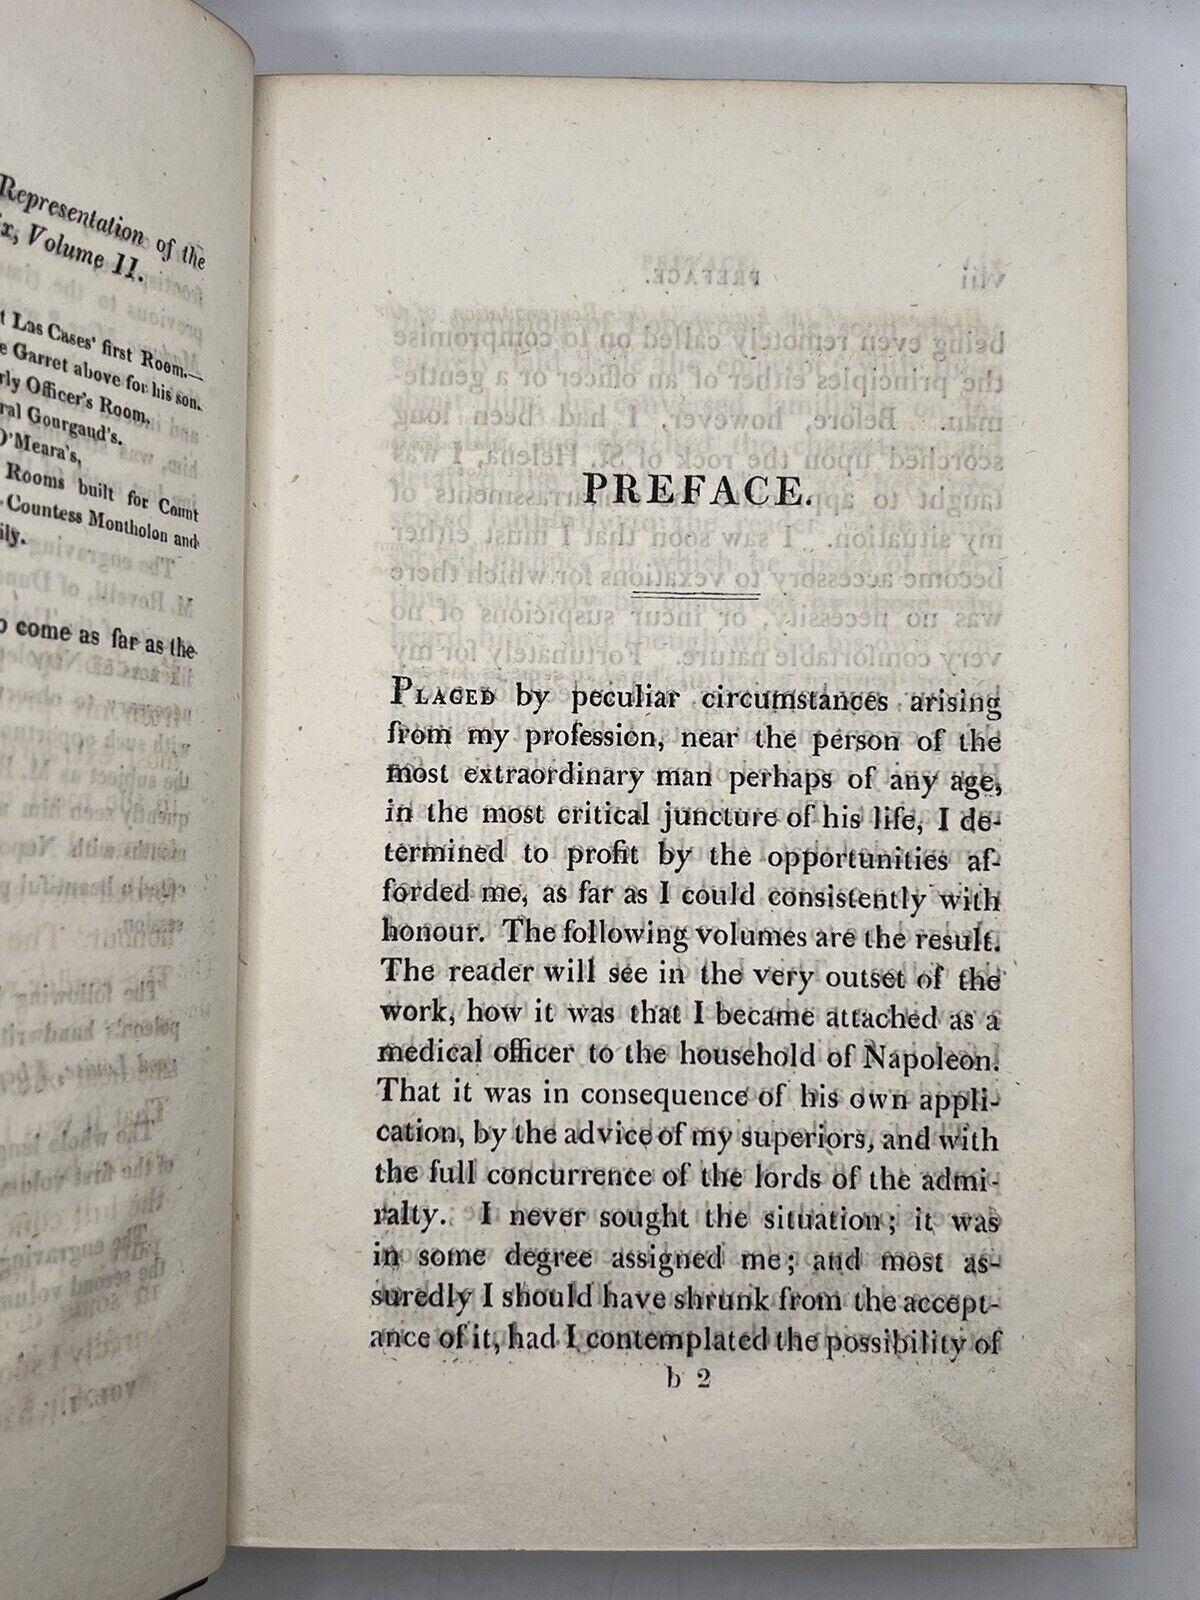 Representation of the
ix, Volume II.
Las Cases' first Room.—
Garret above for his son.
Officer's Room.
Gourgaud's.
O'Meara's,
Rooms built for Count
Countess Montholon and
come as far as the
PREFACE.
PLACED by peculiar circumstances arising
from my profession, near the person of the
most extraordinary man perhaps of any age,
in the most critical juncture of his life, I de-
termined to profit by the opportunities af-
forded me, as far as I could consistently with
honour. The following volumes are the result.
The reader will see in the very outset of the
work, how it was that I became attached as a
medical officer to the household of Napoleon.
That it was in consequence of his own appli-
cation, by the advice of my superiors, and with
the full concurrence of the lords of the admi-
ralty. I never sought the situation; it was
in some degree assigned me; and most as-
suredly I should have shrunk from the accept-
ance of it, had I contemplated the possibility of
b 2